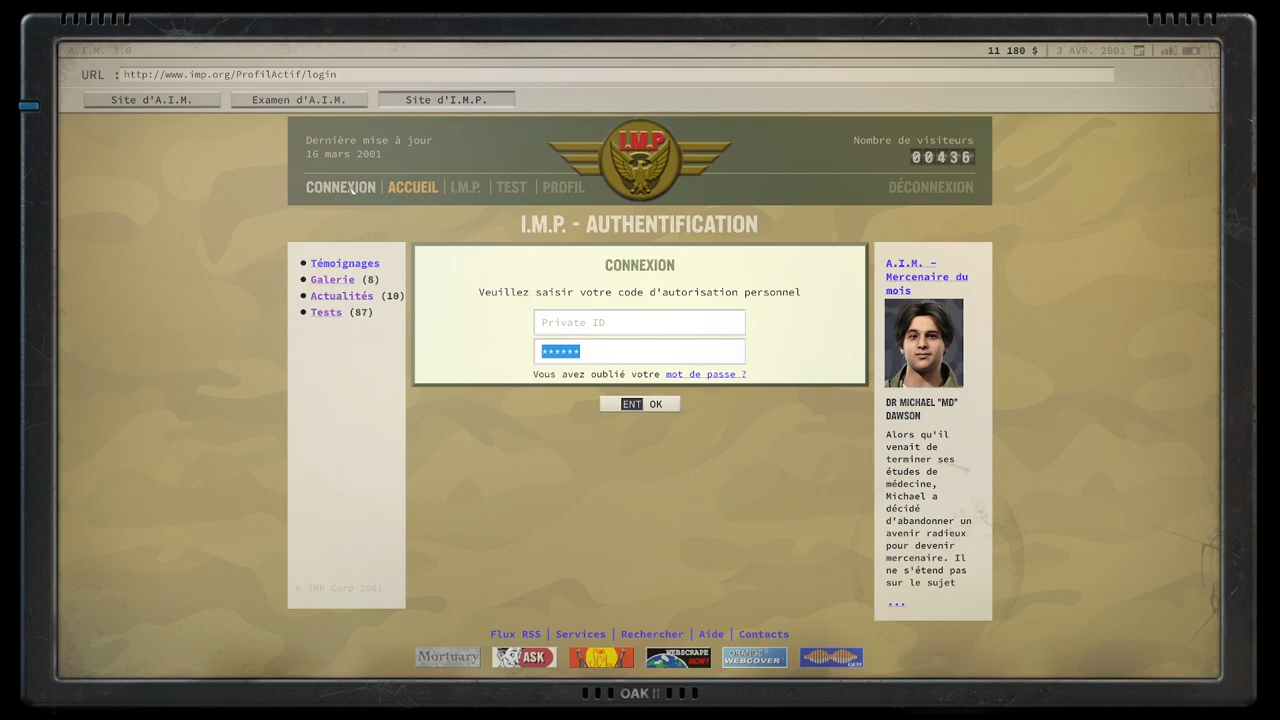 A.I.M. 3.0
11 180 $ | 3 AVR. 2001
URL : http://www.imp.org/ProfilActif/login
Site d'A.I.M.
Examen d'A.I.M.
Site d'I.M.P.
Dernière mise à jour
16 mars 2001
I.M.P
Nombre de visiteurs
00436
CONNEXION | ACCUEIL | I.M.P. | TEST | PROFIL
DÉCONNEXION
I.M.P. - AUTHENTIFICATION
Témoignages
Galerie (8)
Actualités (10)
Tests (87)
© IMP Corp 2001
CONNEXION
Veuillez saisir votre code d'autorisation personnel
Private ID
******
Vous avez oublié votre mot de passe ?
ENT OK
A.I.M. –
Mercenaire du
mois
DR MICHAEL "MD"
DAWSON
Alors qu'il
venait de
terminer ses
études de
médecine,
Michael a
décidé
d'abandonner un
avenir radieux
pour devenir
mercenaire. Il
ne s'étend pas
sur le sujet
...
Flux RSS | Services | Rechercher | Aide | Contacts
Mortuary
ASK
WEBSCRAPE
NOW!
ORANGE
WEBCOVER
GET!
OAK II